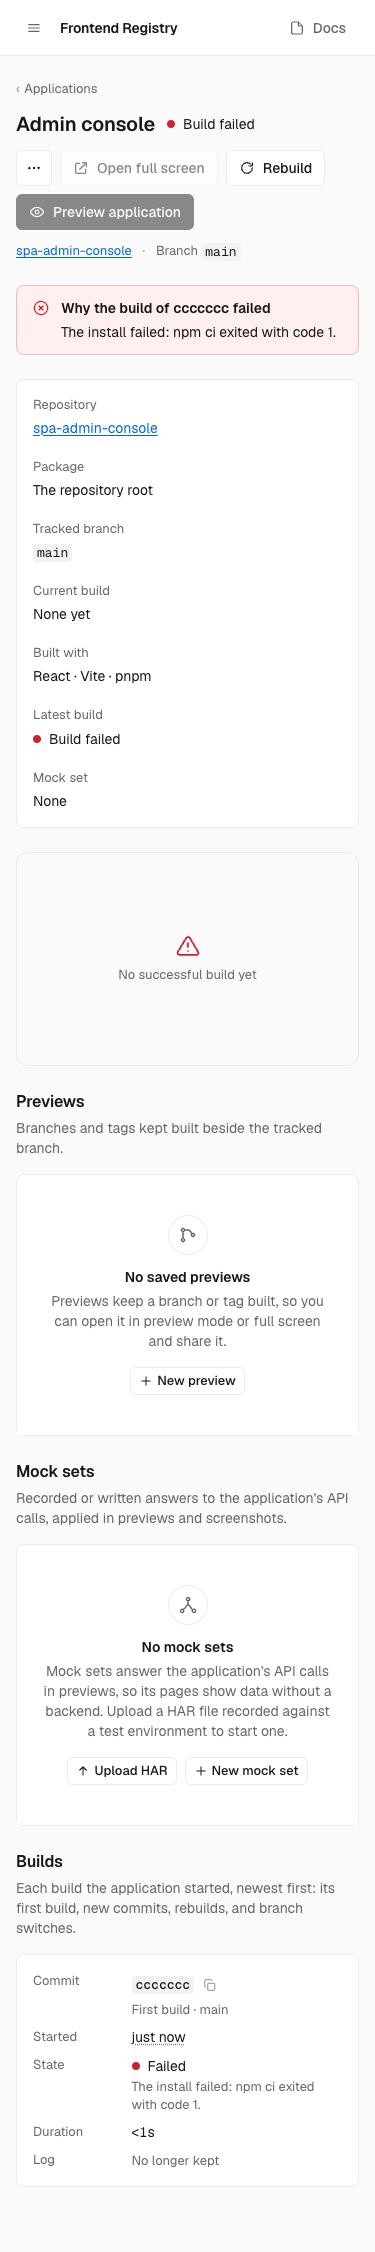 Frontend Registry
Docs
‹ Applications
Admin console
Build failed
Open full screen
Rebuild
Preview application
spa-admin-console · Branch main
Why the build of ccccccc failed
The install failed: npm ci exited with code 1.
Repository
spa-admin-console
Package
The repository root
Tracked branch
main
Current build
None yet
Built with
React · Vite · pnpm
Latest build
Build failed
Mock set
None
No successful build yet
Previews
Branches and tags kept built beside the tracked
branch.
No saved previews
Previews keep a branch or tag built, so you
can open it in preview mode or full screen
and share it.
New preview
Mock sets
Recorded or written answers to the application's API
calls, applied in previews and screenshots.
No mock sets
Mock sets answer the application's API calls
in previews, so its pages show data without a
backend. Upload a HAR file recorded against
a test environment to start one.
Upload HAR
New mock set
Builds
Each build the application started, newest first: its
first build, new commits, rebuilds, and branch
switches.
Commit
ccccccc
First build · main
Started
just now
State
Failed
The install failed: npm ci exited
with code 1.
Duration
<1s
Log
No longer kept